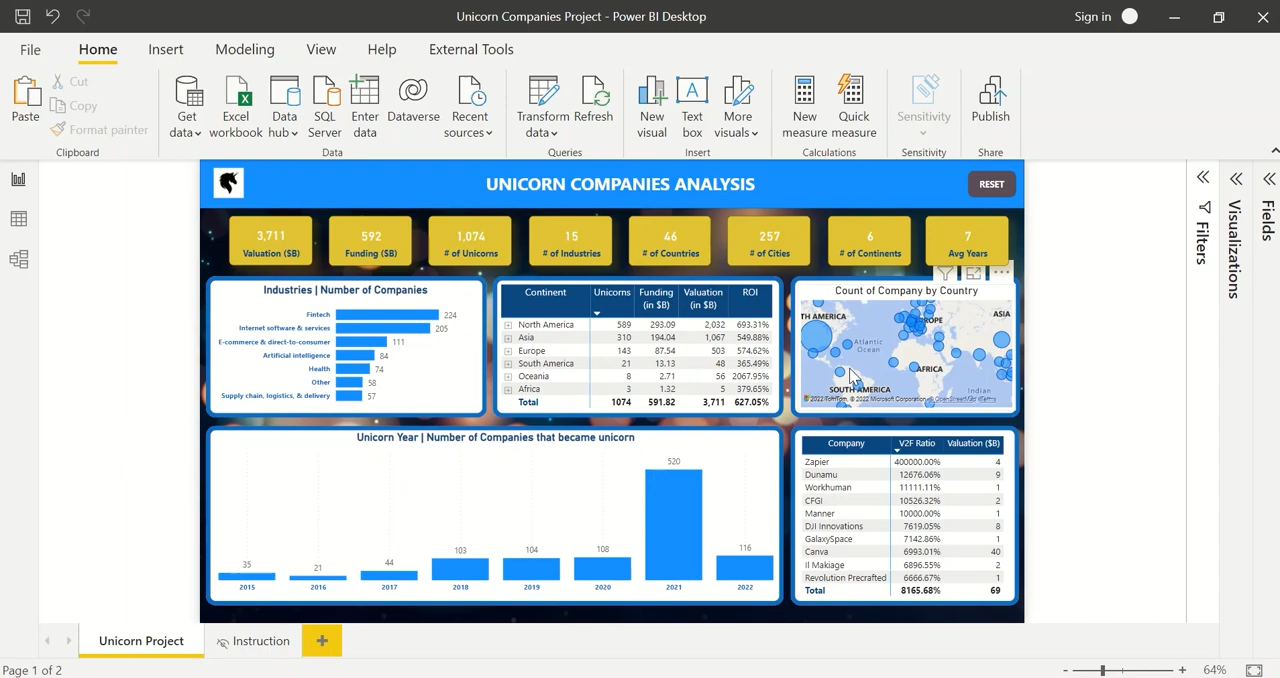 Unicorn Companies Project - Power BI Desktop
Sign in
File Home Insert Modeling View Help External Tools
Paste
Cut
Copy
Format painter
Clipboard
Get data
Excel workbook
Data hub
SQL Server
Enter data
Dataverse
Recent sources
Data
Transform data
Refresh
Queries
New visual
Text box
More visuals
Insert
New measure
Quick measure
Calculations
Sensitivity
Sensitivity
Publish
Share
UNICORN COMPANIES ANALYSIS
RESET
3,711
Valuation ($B)
592
Funding ($B)
1,074
# of Unicorns
15
# of Industries
46
# of Countries
257
# of Cities
6
# of Continents
7
Avg Years
Industries | Number of Companies
Fintech 224
Internet software & services 205
E-commerce & direct-to-consumer 111
Artificial intelligence 84
Health 74
Other 58
Supply chain, logistics, & delivery 57
Continent Unicorns Funding (in $B) Valuation (in $B) ROI
North America 589 293.09 2,032 693.31%
Asia 310 194.04 1,067 549.88%
Europe 143 87.54 503 574.62%
South America 21 13.13 48 365.49%
Oceania 8 2.71 56 2067.95%
Africa 3 1.32 5 379.65%
Total 1074 591.82 3,711 627.05%
Count of Company by Country
TH AMERICA
ROPE
ASIA
Atlantic
Ocean
AFRICA
SOUTH AMERICA
Indian
© 2022 TomTom, © 2022 Microsoft Corporation, © OpenStreetMap Terms
Unicorn Year | Number of Companies that became unicorn
35 21 44 103 104 108 520 116
2015 2016 2017 2018 2019 2020 2021 2022
Company V2F Ratio Valuation ($B)
Zapier 400000.00% 4
Dunamu 12676.06% 9
Workhuman 11111.11% 1
CFGI 10526.32% 2
Manner 10000.00% 1
DJI Innovations 7619.05% 8
GalaxySpace 7142.86% 1
Canva 6993.01% 40
Il Makiage 6896.55% 2
Revolution Precrafted 6666.67% 1
Total 8165.68% 69
Filters
Visualizations
Fields
Unicorn Project
Instruction
Page 1 of 2
- + 64%